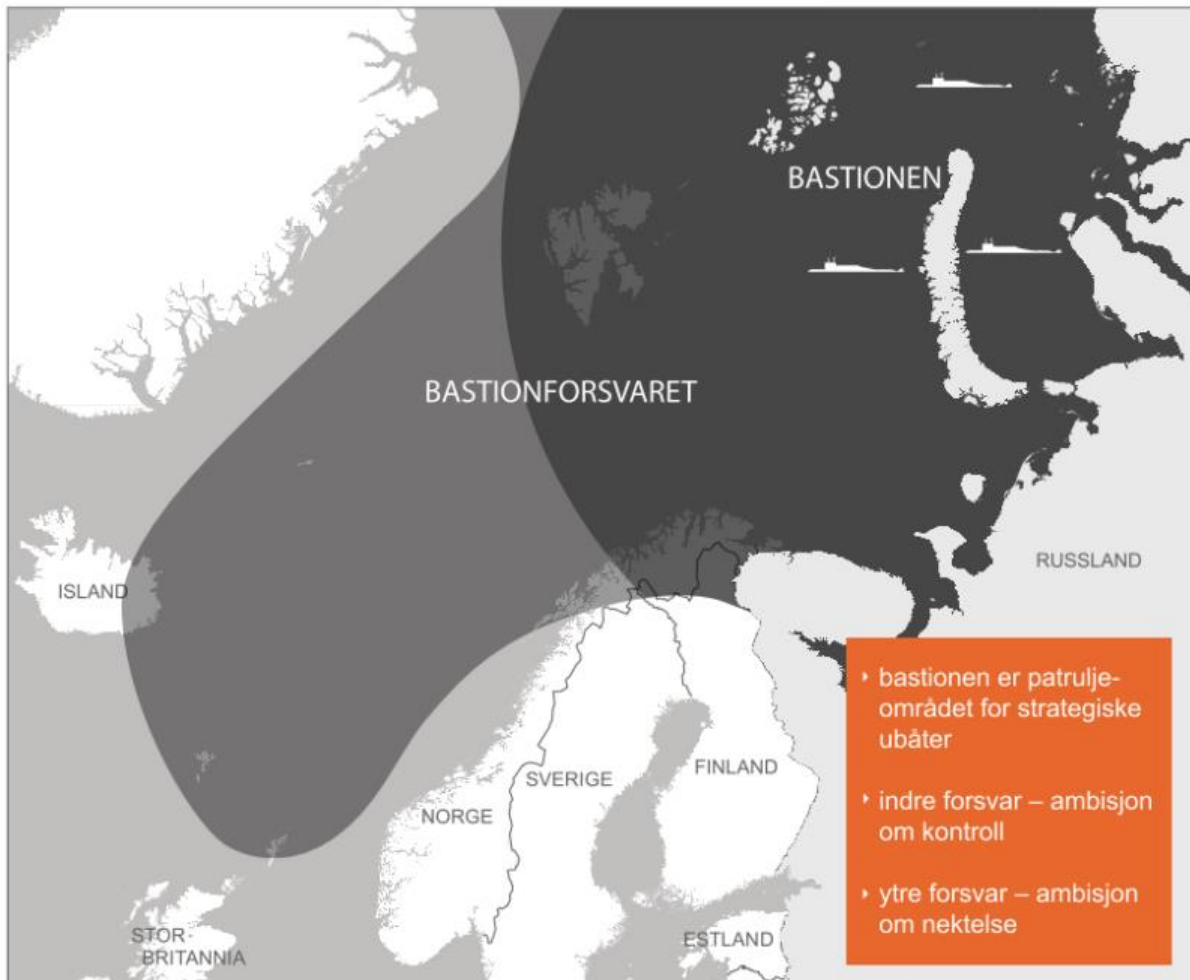 BASTIONEN
BASTIONFORSVARET
ISLAND
RUSSLAND
NORGE
SVERIGE
FINLAND
STOR-
BRITANNIA
ESTLAND
‣ bastionen er patrulje-
området for strategiske
ubåter
‣ indre forsvar – ambisjon
om kontroll
‣ ytre forsvar – ambisjon
om nektelse